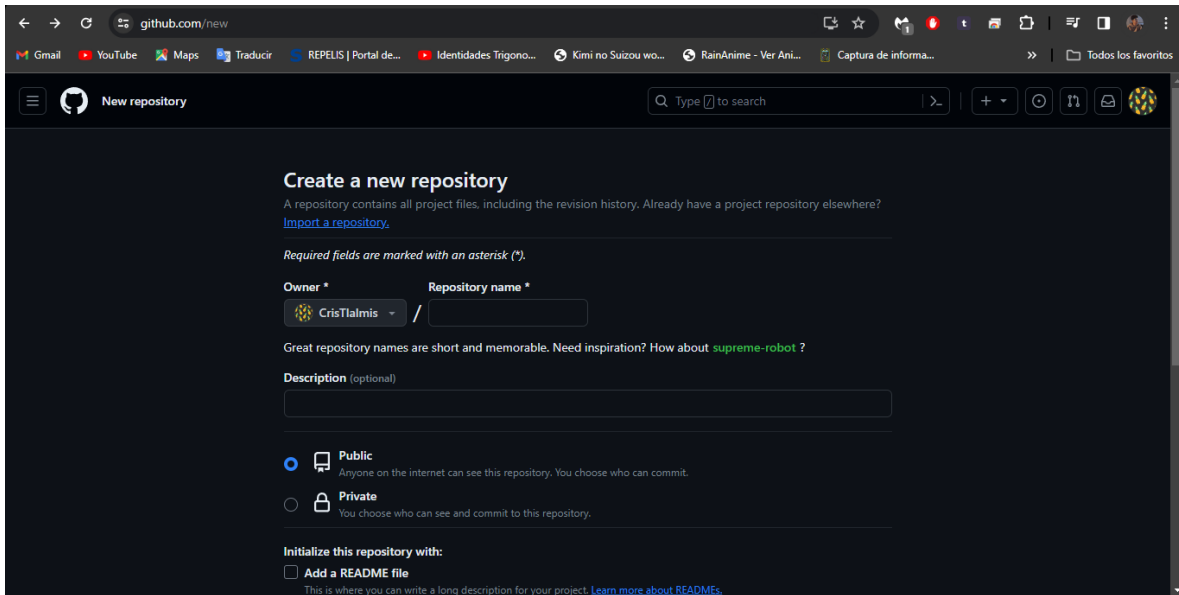 github.com/new
1
t
Gmail YouTube Maps Traducir REPELIS | Portal de... Identidades Trigono... Kimi no Suizou wo... RainAnime - Ver Ani... Captura de informa... » Todos los favoritos
New repository Type / to search
Create a new repository
A repository contains all project files, including the revision history. Already have a project repository elsewhere?
Import a repository.
Required fields are marked with an asterisk (*).
Owner * Repository name *
CrisTlalmis /
Great repository names are short and memorable. Need inspiration? How about supreme-robot ?
Description (optional)
Public
Anyone on the internet can see this repository. You choose who can commit.
Private
You choose who can see and commit to this repository.
Initialize this repository with:
Add a README file
This is where you can write a long description for your project. Learn more about READMEs.